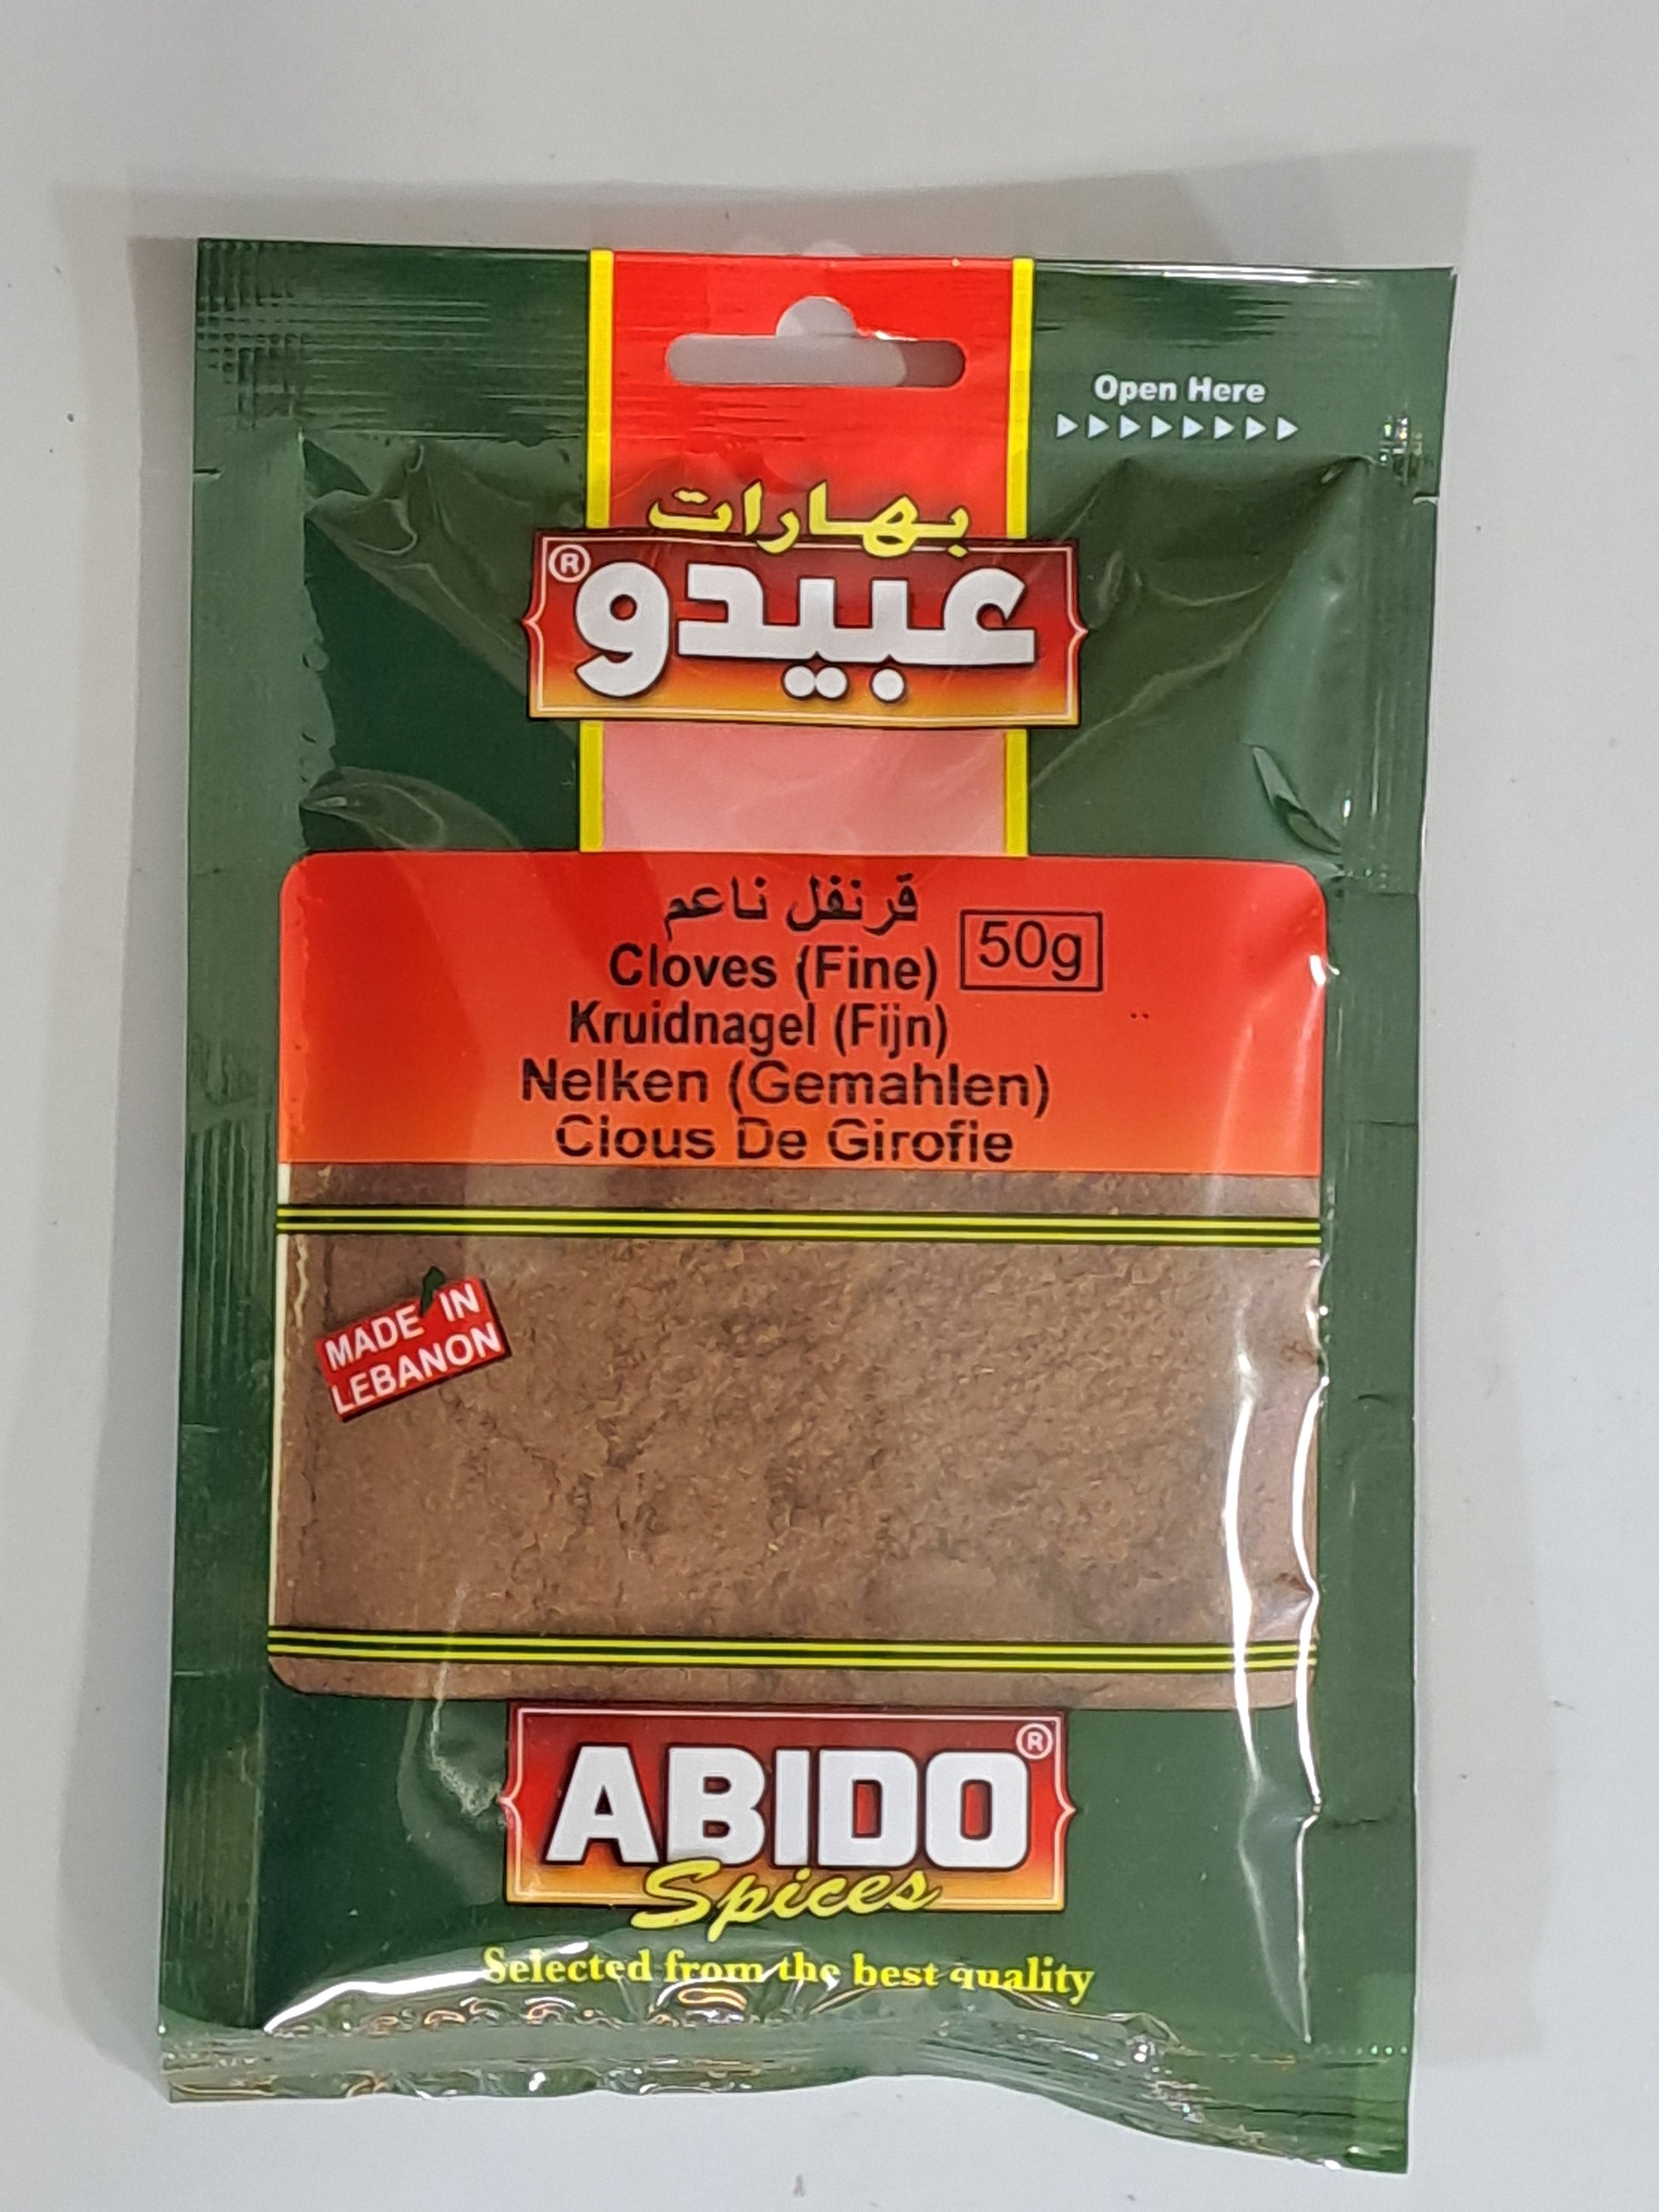 Open Here
بهارات
عبيدو ®
قرنفل ناعم
Cloves (Fine) 50g
Kruidnagel (Fijn)
Nelken (Gemahlen)
Clous De Girofle
MADE IN
LEBANON
ABIDO ®
Spices
Selected from the best quality